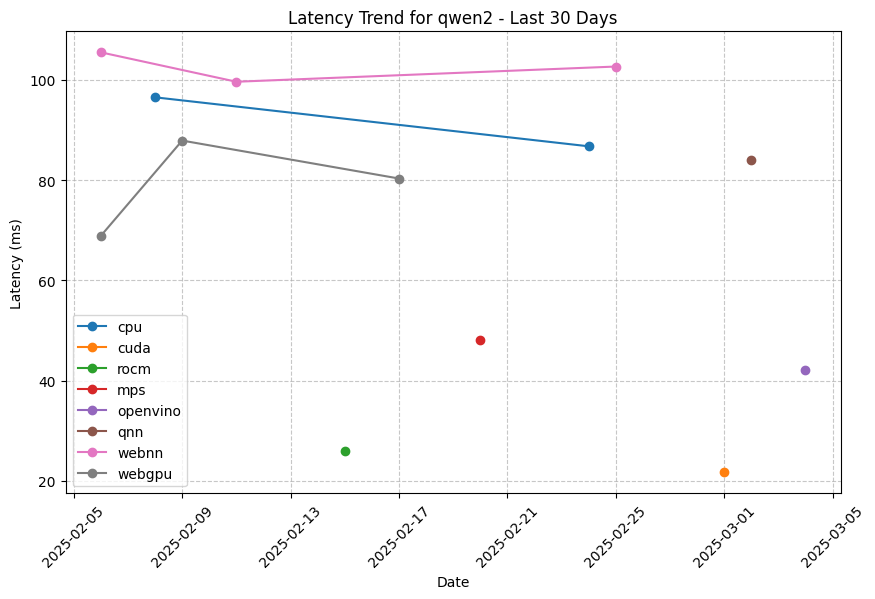 Latency Trend for qwen2 - Last 30 Days
Latency (ms)
100
80
60
40
20
cpu
cuda
rocm
mps
openvino
qnn
webnn
webgpu
2025-02-05
2025-02-09
2025-02-13
2025-02-17
2025-02-21
2025-02-25
2025-03-01
2025-03-05
Date